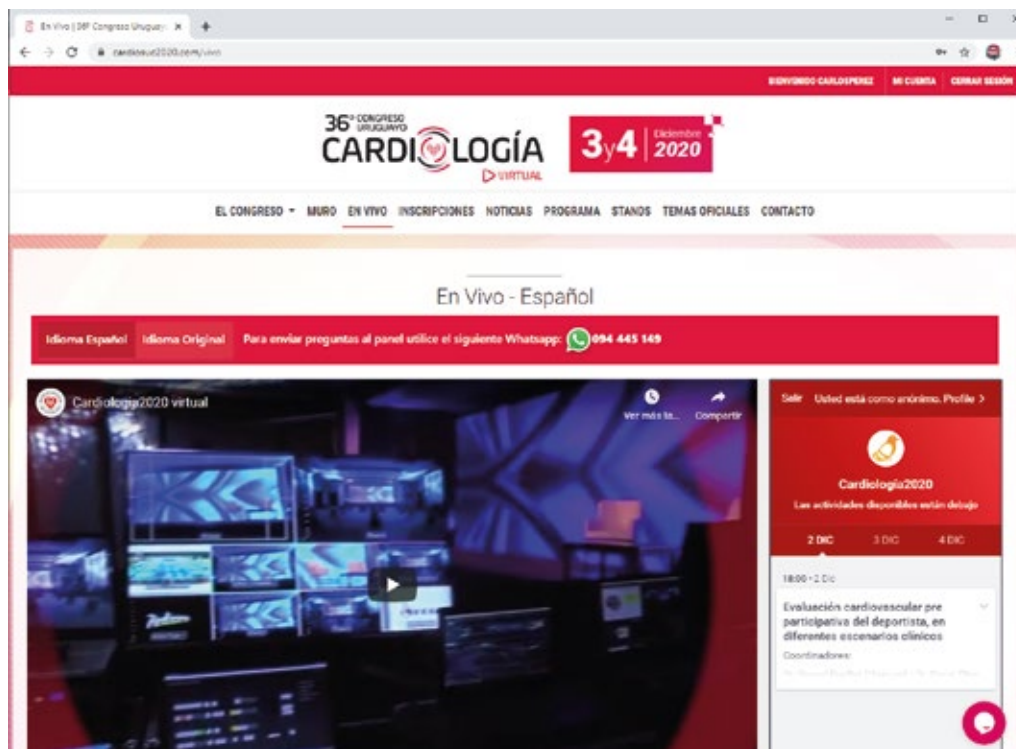 En Vivo | 36º Congreso Uruguay
cardiosuc2020.com/vivo
BIENVENIDO CARLOSPEREZ MI CUENTA CERRAR SESIÓN
36º CONGRESO
URUGUAYO
CARDIOLOGÍA
VIRTUAL
3y4 Diciembre
2020
EL CONGRESO MURO EN VIVO INSCRIPCIONES NOTICIAS PROGRAMA STANDS TEMAS OFICIALES CONTACTO
En Vivo - Español
Idioma Español Idioma Original Para enviar preguntas al panel utilice el siguiente Whatsapp: 094 445 149
Cardiologia2020 virtual
Ver más la... Compartir
Salir Usted está como anónimo. Profile >
Cardiologia2020
Las actividades disponibles están debajo
2 DIC 3 DIC 4 DIC
18:00 • 2 Dic
Evaluación cardiovascular pre
participativa del deportista, en
diferentes escenarios clínicos
Coordinadores: